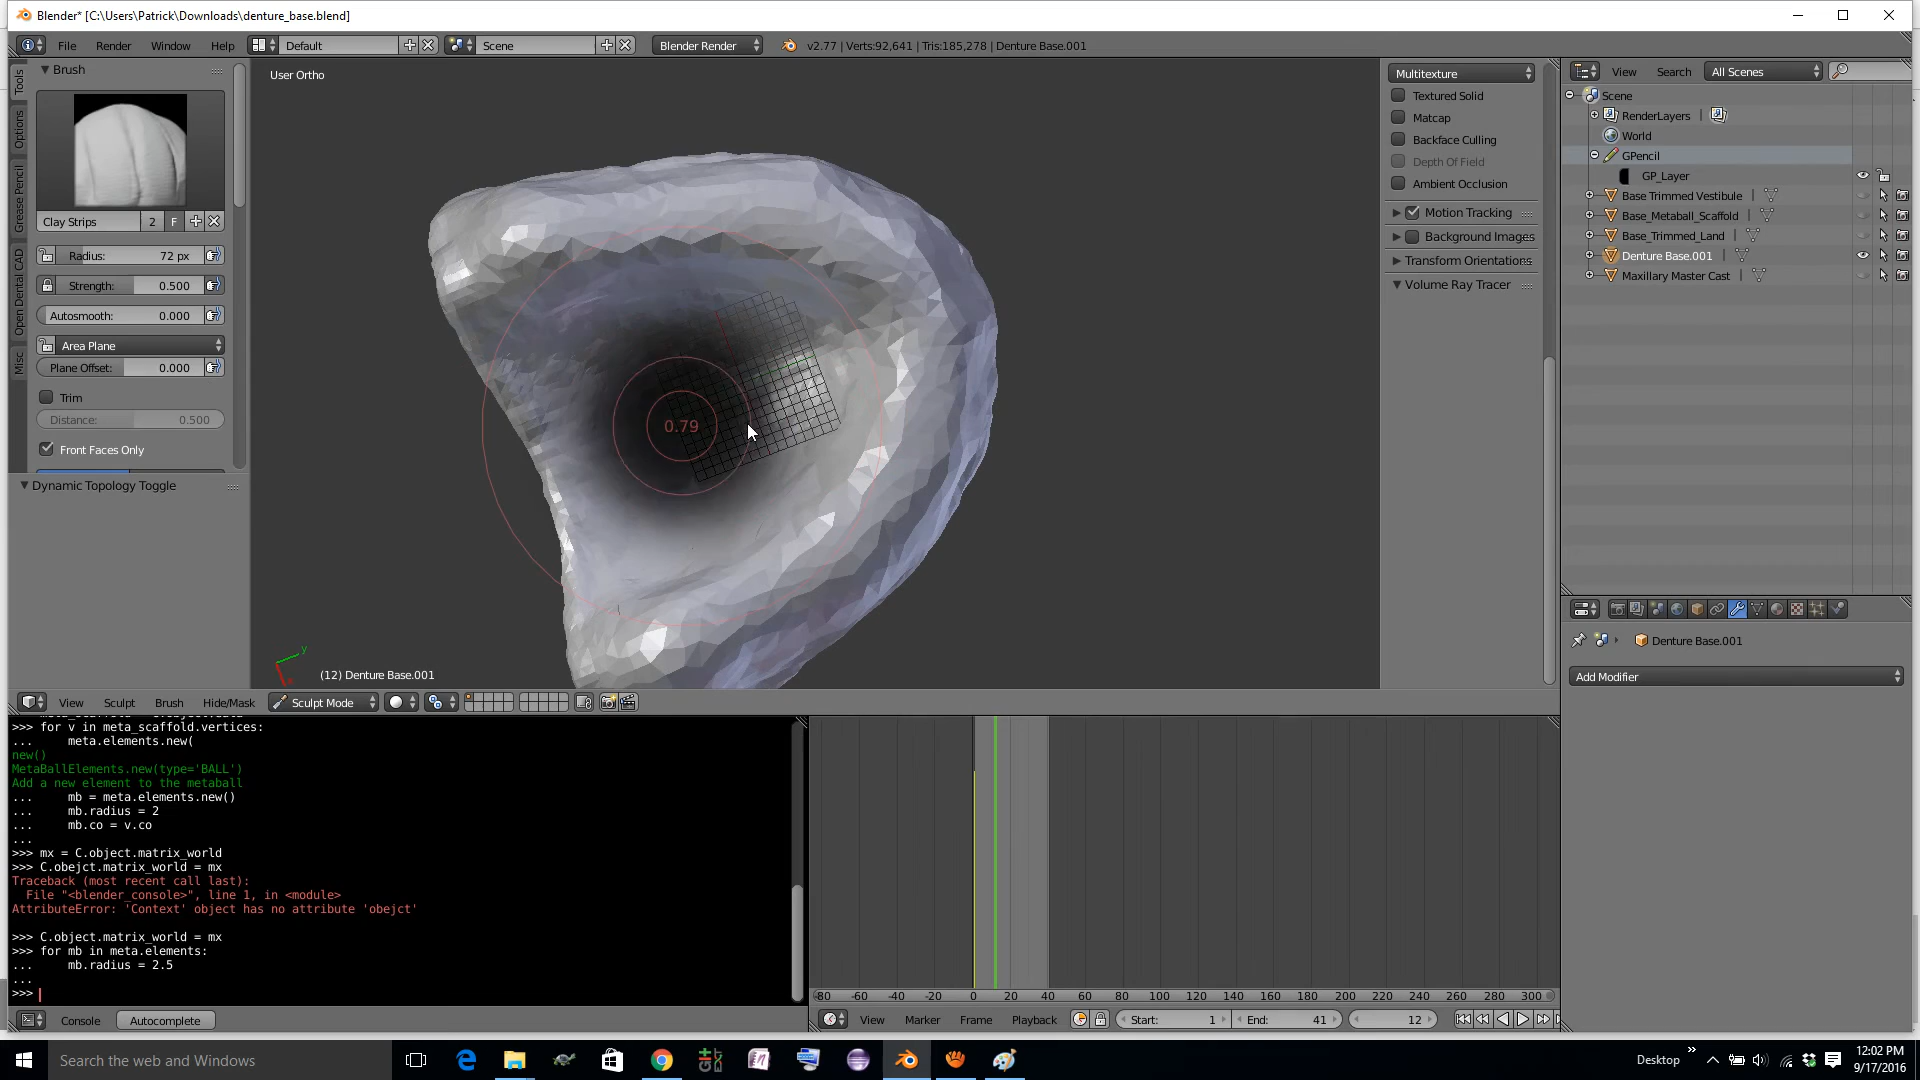 Blender* [C:\Users\Patrick\Downloads\denture_base.blend]
File Render Window Help Default Scene Blender Render v2.77 | Verts:92,641 | Tris:185,278 | Denture Base.001
Tools
Options
Grease Pencil
Open Dental CAD
Misc
Brush
Clay Strips 2 F
Radius: 72 px
Strength: 0.500
Autosmooth: 0.000
Area Plane
Plane Offset: 0.000
Trim
Distance: 0.500
Front Faces Only
Dynamic Topology Toggle
User Ortho
0.79
y
(12) Denture Base.001
Multitexture
Textured Solid
Matcap
Backface Culling
Depth Of Field
Ambient Occlusion
Motion Tracking
Background Images
Transform Orientations
Volume Ray Tracer
View Search All Scenes
Scene
RenderLayers |
World
GPencil
GP_Layer
Base Trimmed Vestibule
Base_Metaball_Scaffold
Base_Trimmed_Land
Denture Base.001
Maxillary Master Cast
Denture Base.001
Add Modifier
View Sculpt Brush Hide/Mask Sculpt Mode
>>> for v in meta_scaffold.vertices:
... meta.elements.new(
new()
MetaBallElements.new(type='BALL')
Add a new element to the metaball
... mb = meta.elements.new()
... mb.radius = 2
... mb.co = v.co
...
>>> mx = C.object.matrix_world
>>> C.obejct.matrix_world = mx
Traceback (most recent call last):
File "<blender_console>", line 1, in <module>
AttributeError: 'Context' object has no attribute 'obejct'
>>> C.object.matrix_world = mx
>>> for mb in meta.elements:
... mb.radius = 2.5
...
>>>
Console Autocomplete
-80 -60 -40 -20 0 20 40 60 80 100 120 140 160 180 200 220 240 260 280 300
View Marker Frame Playback Start: 1 End: 41 12
Search the web and Windows
Desktop
12:02 PM
9/17/2016